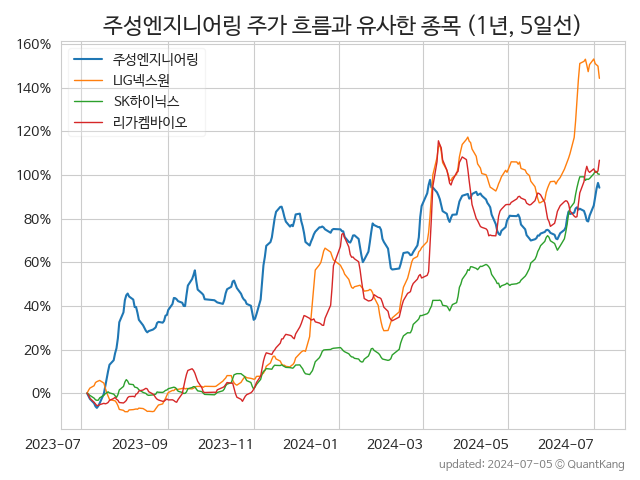 주성엔지니어링 주가 흐름과 유사한 종목 (1년, 5일선)
160%
140%
120%
100%
80%
60%
40%
20%
0%
주성엔지니어링
LIG넥스원
SK하이닉스
리가켐바이오
2023-07 2023-09 2023-11 2024-01 2024-03 2024-05 2024-07
updated: 2024-07-05 © QuantKang